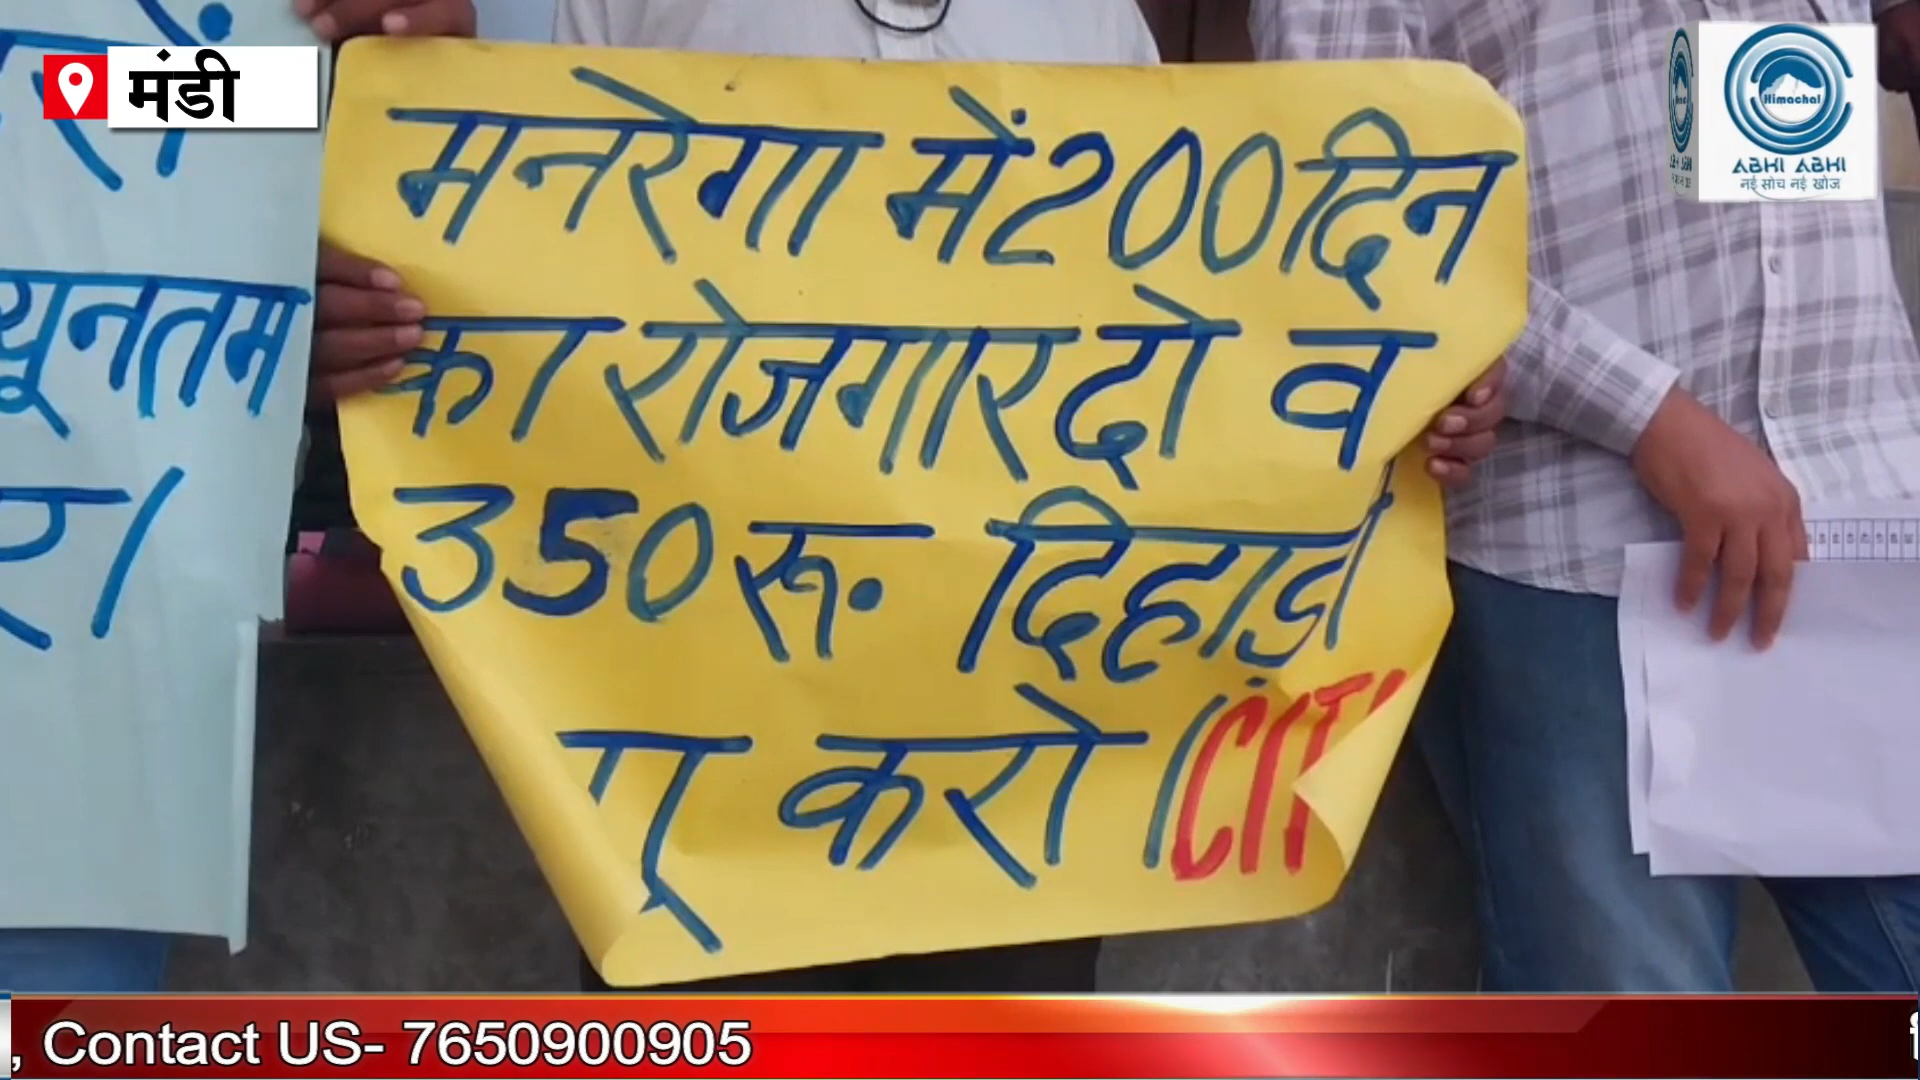 मंडी
मनरेगा में 200 दिन
का रोजगार दो व
350 रू. दिहाड़ी
करो ।
यूनतम
Himachal
ABHI ABHI
नई सोच नई खोज
, Contact US- 7650900905